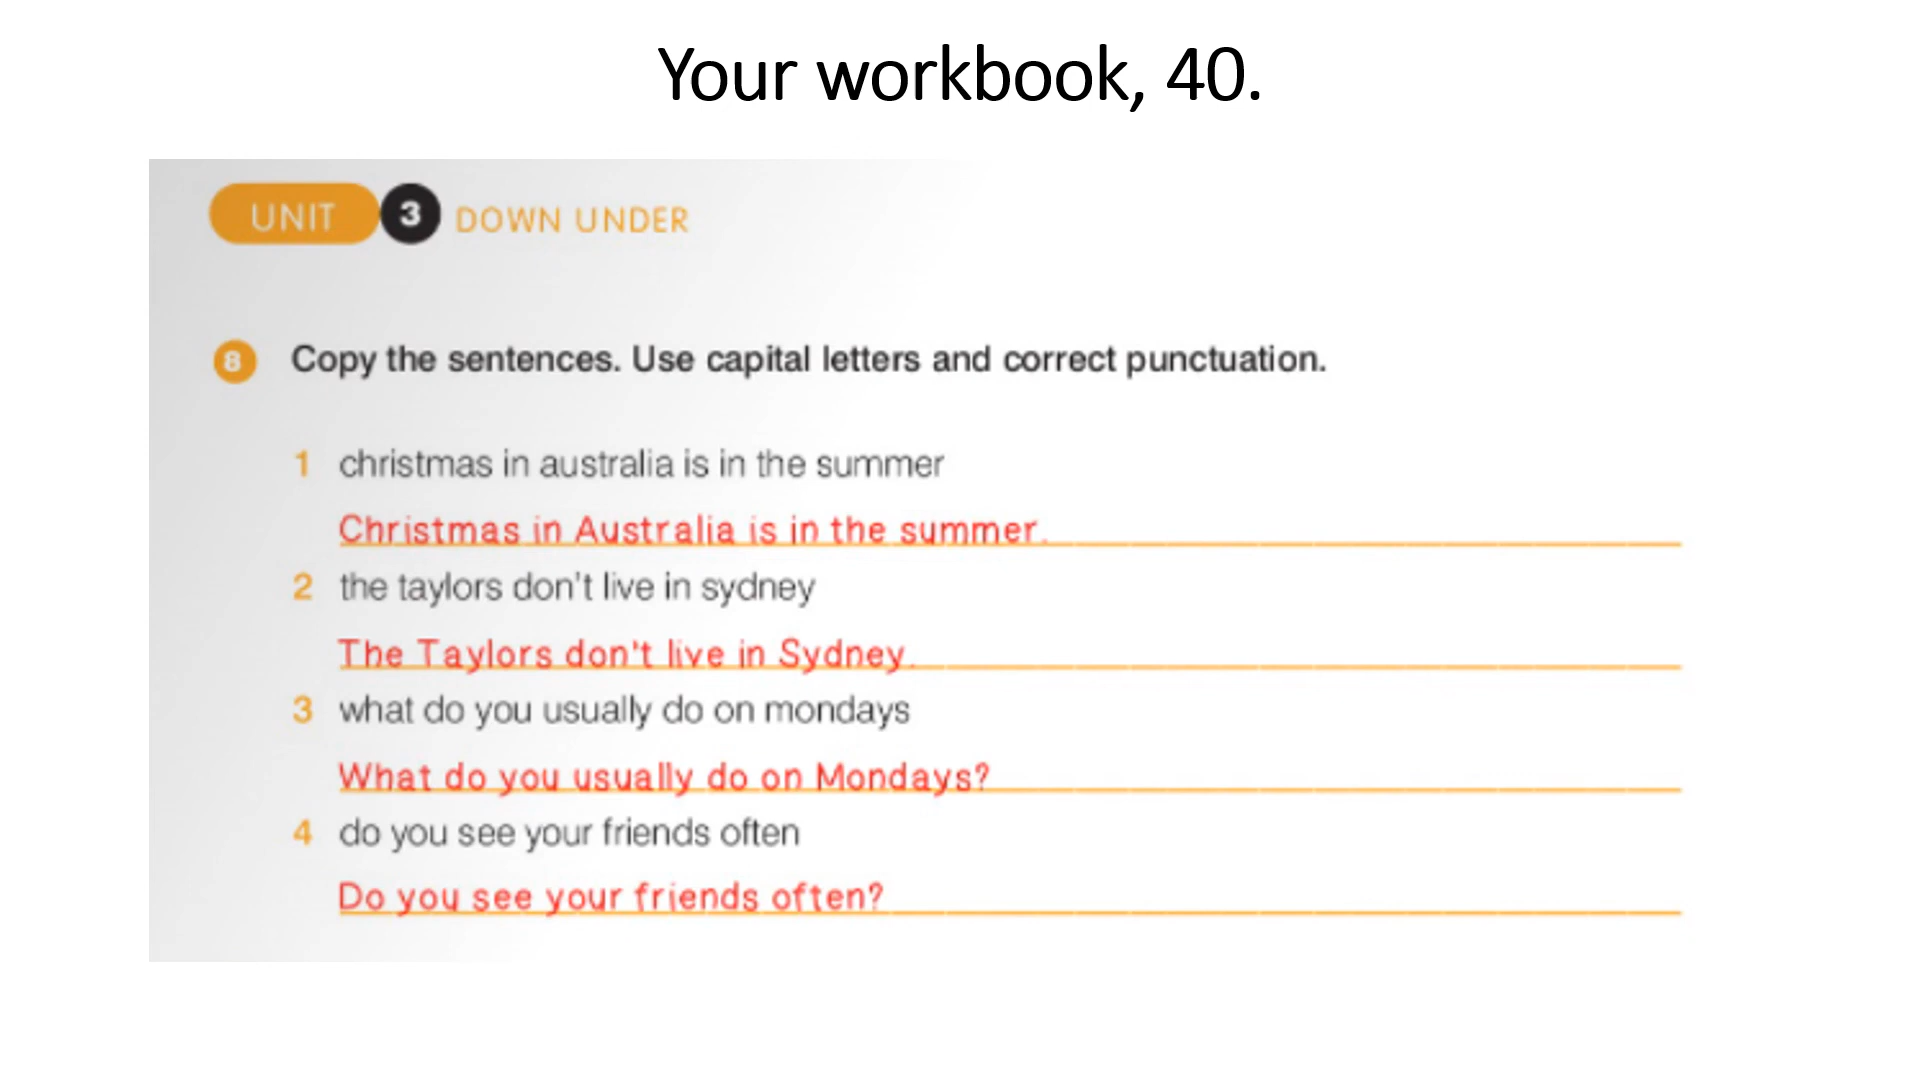 Your workbook, 40.
UNIT 3 DOWN UNDER
8 Copy the sentences. Use capital letters and correct punctuation.
1 christmas in australia is in the summer
Christmas in Australia is in the summer.
2 the taylors don't live in sydney
The Taylors don't live in Sydney.
3 what do you usually do on mondays
What do you usually do on Mondays?
4 do you see your friends often
Do you see your friends often?